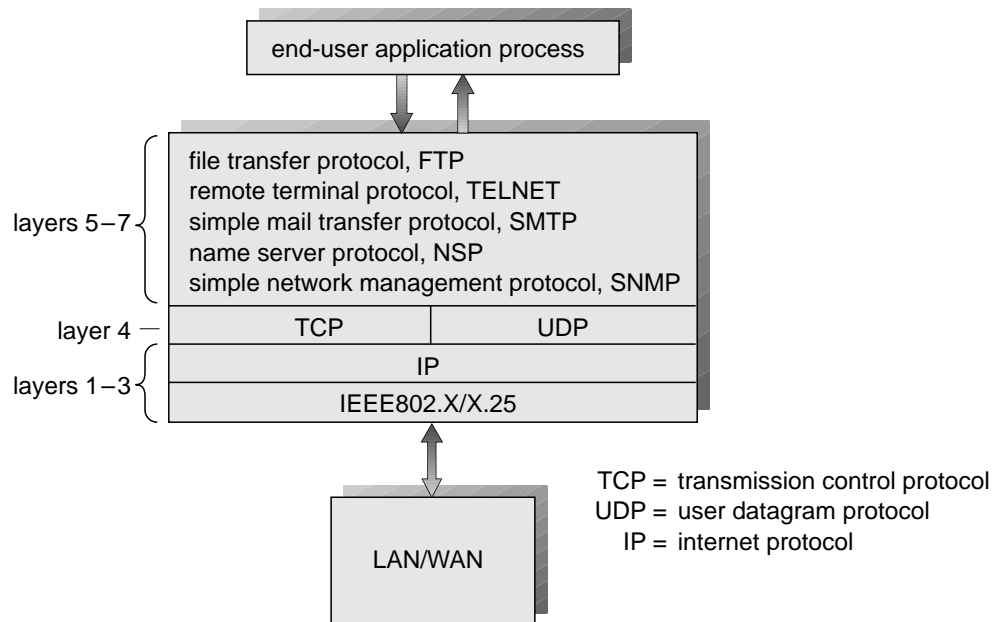 end-user application process
file transfer protocol, FTP
remote terminal protocol, TELNET
simple mail transfer protocol, SMTP
name server protocol, NSP
simple network management protocol, SNMP
layers 5–7
layer 4
TCP
UDP
layers 1–3
IP
IEEE802.X/X.25
LAN/WAN
TCP = transmission control protocol
UDP = user datagram protocol
IP = internet protocol